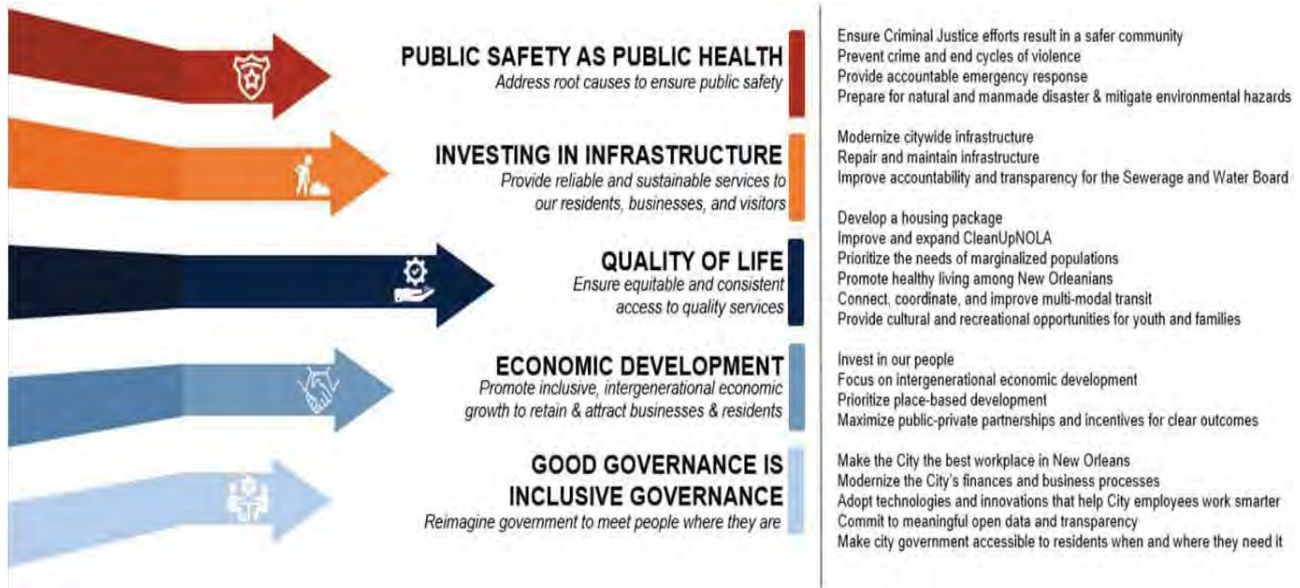 PUBLIC SAFETY AS PUBLIC HEALTH
Address root causes to ensure public safety
Ensure Criminal Justice efforts result in a safer community
Prevent crime and end cycles of violence
Provide accountable emergency response
Prepare for natural and manmade disaster & mitigate environmental hazards
INVESTING IN INFRASTRUCTURE
Provide reliable and sustainable services to
our residents, businesses, and visitors
Modernize citywide infrastructure
Repair and maintain infrastructure
Improve accountability and transparency for the Sewerage and Water Board
QUALITY OF LIFE
Ensure equitable and consistent
access to quality services
Develop a housing package
Improve and expand CleanUpNOLA
Prioritize the needs of marginalized populations
Promote healthy living among New Orleanians
Connect, coordinate, and improve multi-modal transit
Provide cultural and recreational opportunities for youth and families
ECONOMIC DEVELOPMENT
Promote inclusive, intergenerational economic
growth to retain & attract businesses & residents
Invest in our people
Focus on intergenerational economic development
Prioritize place-based development
Maximize public-private partnerships and incentives for clear outcomes
GOOD GOVERNANCE IS
INCLUSIVE GOVERNANCE
Reimagine government to meet people where they are
Make the City the best workplace in New Orleans
Modernize the City's finances and business processes
Adopt technologies and innovations that help City employees work smarter
Commit to meaningful open data and transparency
Make city government accessible to residents when and where they need it